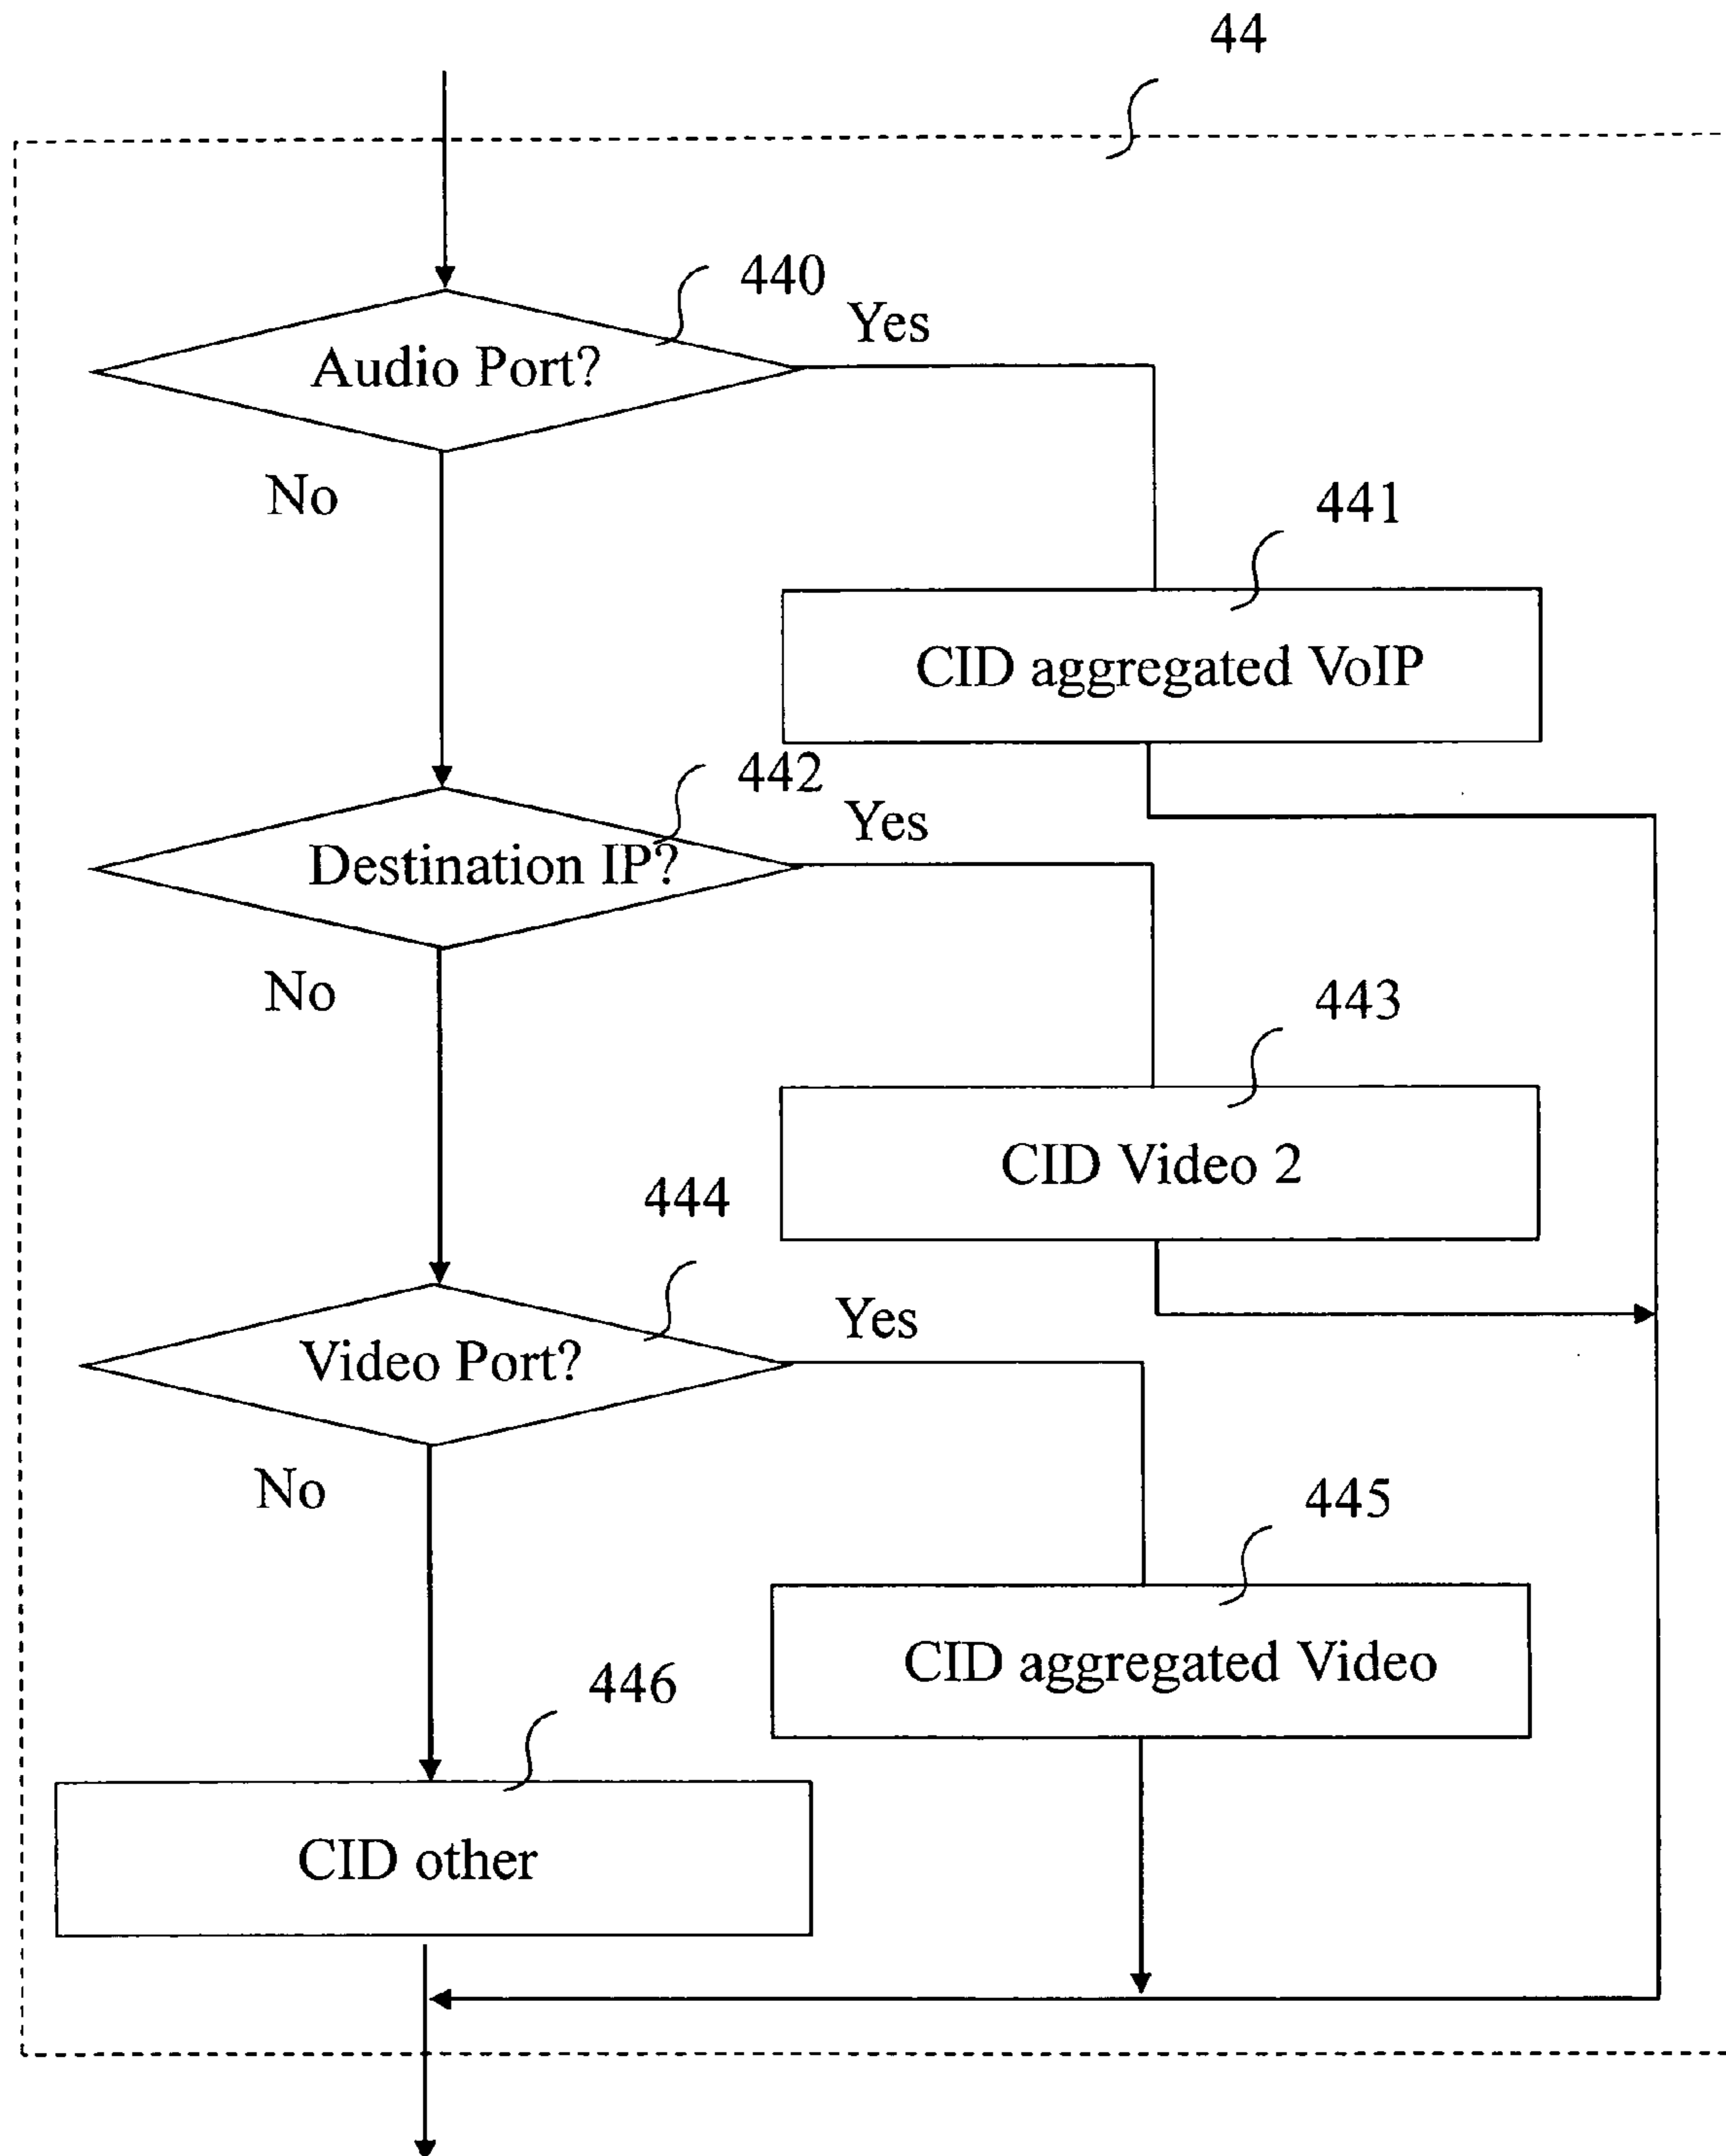 44
440
Audio Port?
Yes
No
441
CID aggregated VoIP
442
Destination IP?
Yes
No
443
CID Video 2
444
Video Port?
Yes
No
445
CID aggregated Video
446
CID other